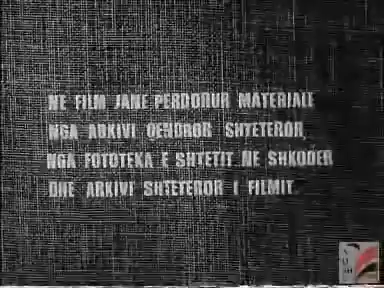 NE FILM JANE PERDORUR MATERIALE
NGA ARKIVI QENDROR SHTETEROR,
NGA FOTOTEKA E SHTETIT NE SHKODER
DHE ARKIVI SHTETEROR I FILMIT.